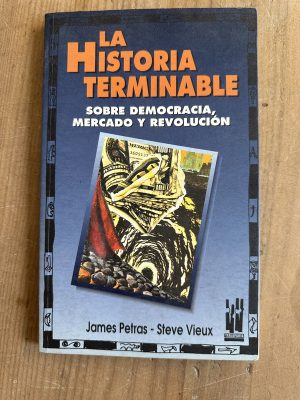 LA
HISTORIA
TERMINABLE
SOBRE DEMOCRACIA,
MERCADO Y REVOLUCIÓN
James Petras - Steve Vieux